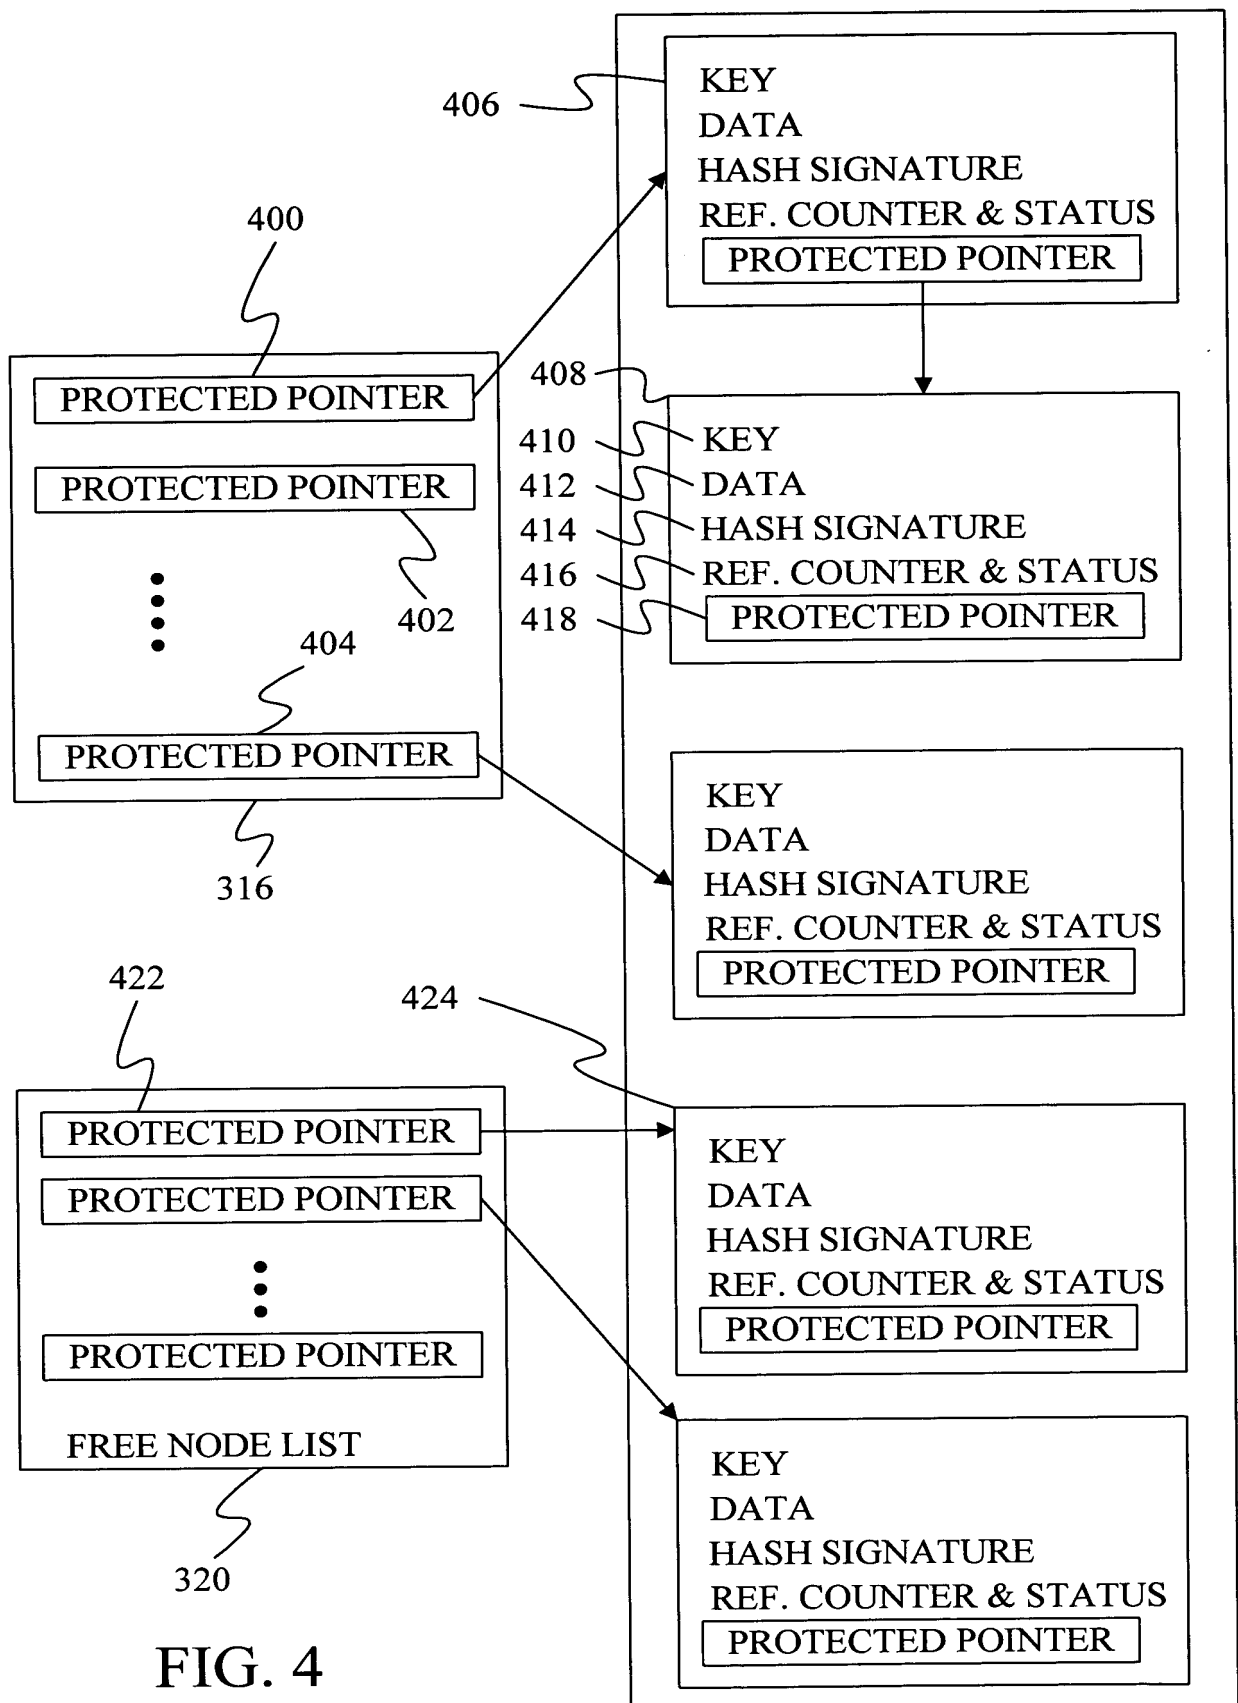 406
KEY
DATA
HASH SIGNATURE
REF. COUNTER & STATUS
PROTECTED POINTER
400
PROTECTED POINTER
PROTECTED POINTER
402
404
PROTECTED POINTER
316
408
410
KEY
412
DATA
414
HASH SIGNATURE
416
REF. COUNTER & STATUS
418
PROTECTED POINTER
KEY
DATA
HASH SIGNATURE
REF. COUNTER & STATUS
PROTECTED POINTER
422
424
PROTECTED POINTER
PROTECTED POINTER
PROTECTED POINTER
FREE NODE LIST
320
KEY
DATA
HASH SIGNATURE
REF. COUNTER & STATUS
PROTECTED POINTER
KEY
DATA
HASH SIGNATURE
REF. COUNTER & STATUS
PROTECTED POINTER
FIG. 4